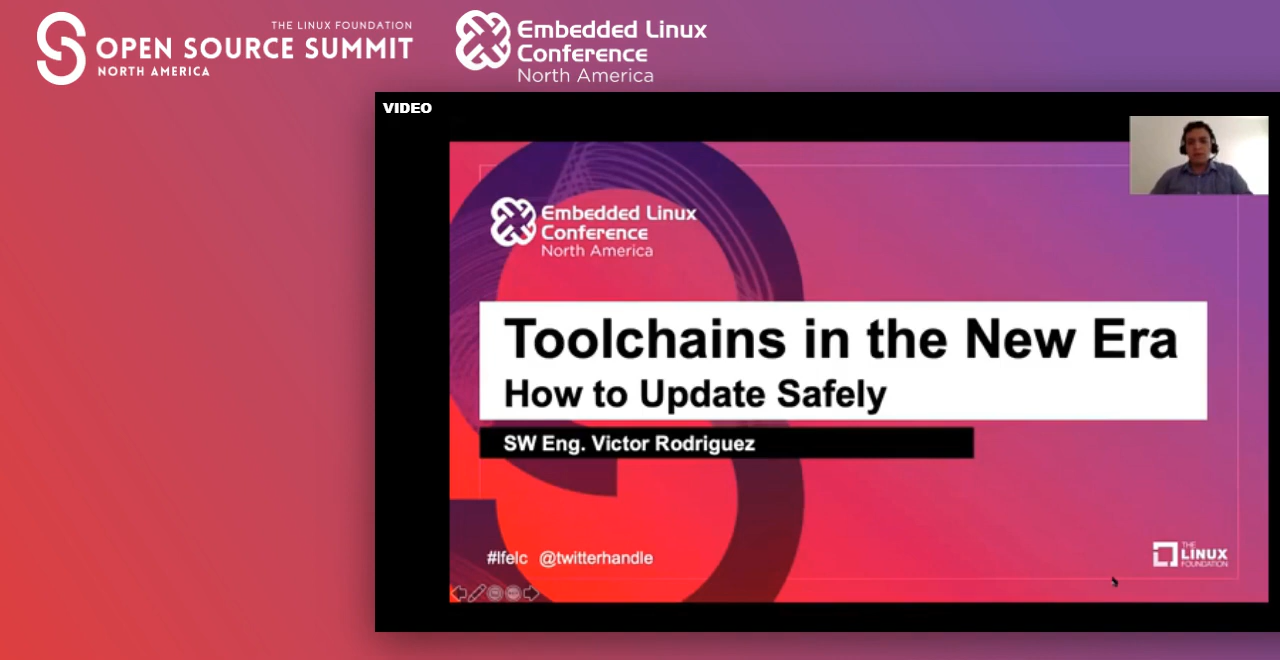 THE LINUX FOUNDATION
OPEN SOURCE SUMMIT
NORTH AMERICA
Embedded Linux
Conference
North America
VIDEO
Embedded Linux
Conference
North America
Toolchains in the New Era
How to Update Safely
SW Eng. Victor Rodriguez
#lfelc @twitterhandle
THE
LINUX
FOUNDATION